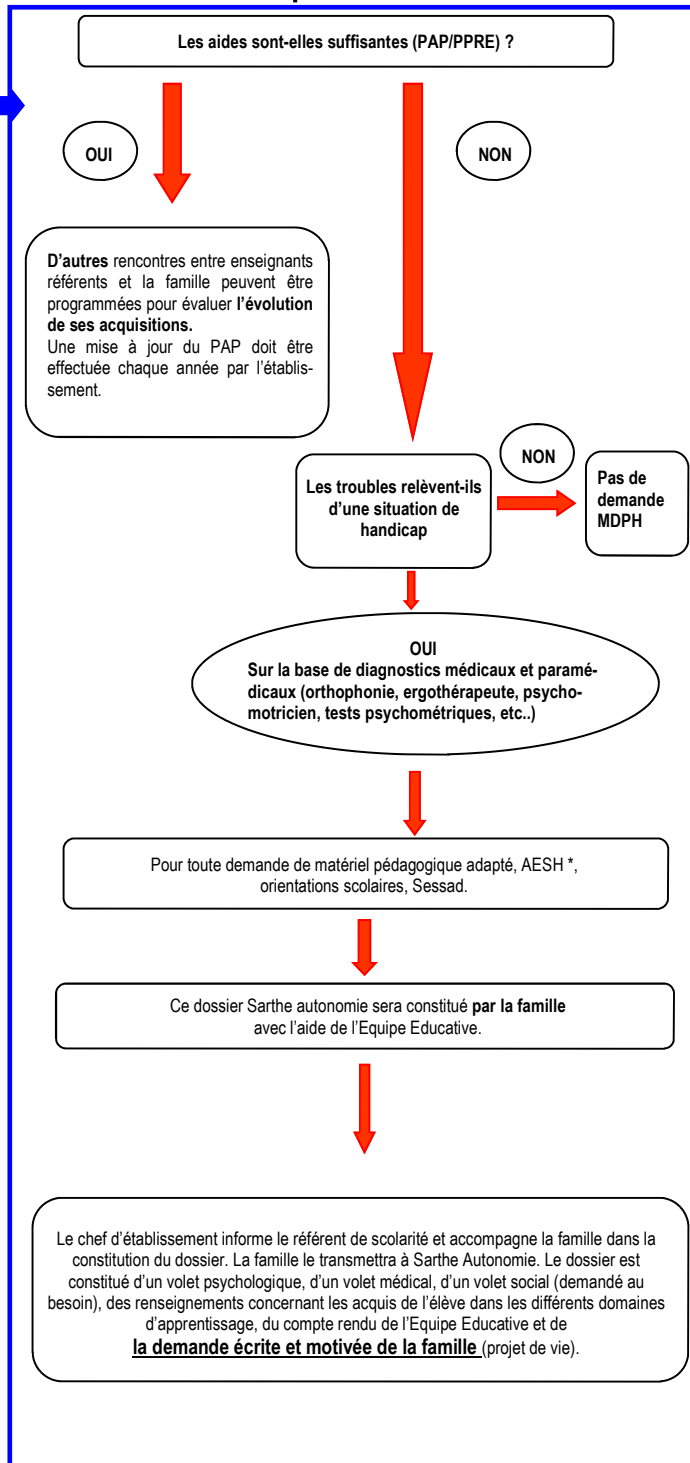 Les aides sont-elles suffisantes (PAP/PPRE) ?
OUI
NON
D'autres rencontres entre enseignants
référents et la famille peuvent être
programmées pour évaluer l'évolution
de ses acquisitions.
Une mise à jour du PAP doit être
effectuée chaque année par l'établis-
sement.
NON
Les troubles relèvent-ils
d'une situation de
handicap
Pas de
demande
MDPH
OUI
Sur la base de diagnostics médicaux et paramé-
dicaux (orthophonie, ergothérapeute, psycho-
motricien, tests psychométriques, etc..)
Pour toute demande de matériel pédagogique adapté, AESH *,
orientations scolaires, Sessad.
Ce dossier Sarthe autonomie sera constitué par la famille
avec l'aide de l'Equipe Educative.
Le chef d'établissement informe le référent de scolarité et accompagne la famille dans la
constitution du dossier. La famille le transmettra à Sarthe Autonomie. Le dossier est
constitué d'un volet psychologique, d'un volet médical, d'un volet social (demandé au
besoin), des renseignements concernant les acquis de l'élève dans les différents domaines
d'apprentissage, du compte rendu de l'Equipe Educative et de
la demande écrite et motivée de la famille (projet de vie).